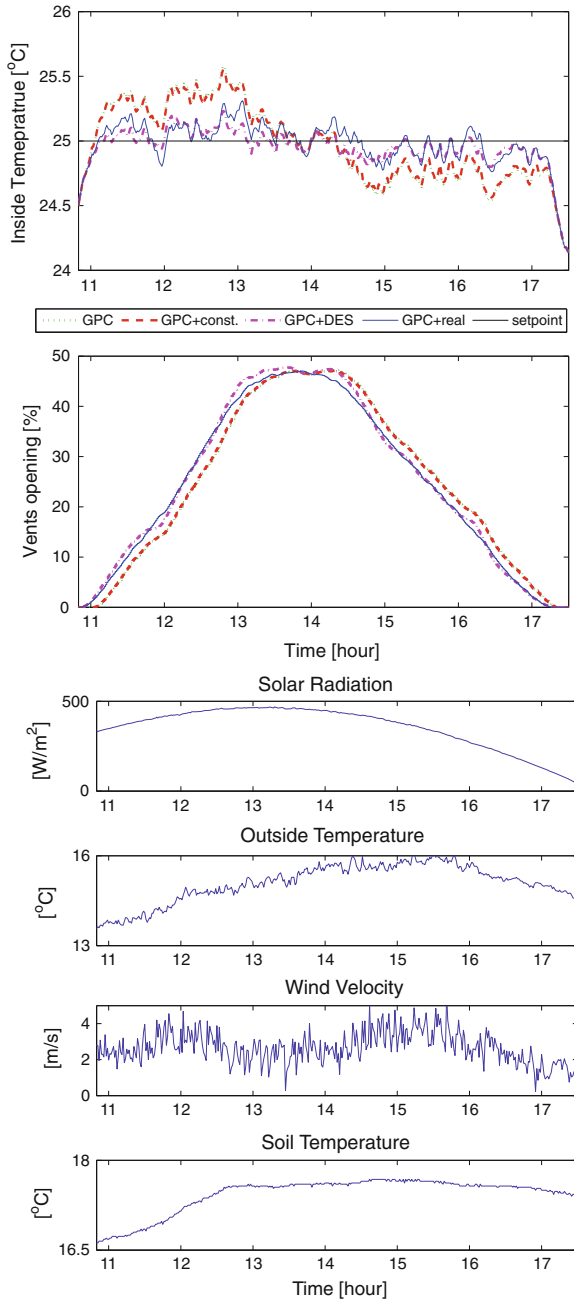 Inside Temepratrue [°C]
26
25.5
25
24.5
24
11 12 13 14 15 16 17
GPC GPC+const. GPC+DES GPC+real setpoint
Vents opening [%]
50
40
30
20
10
0
11 12 13 14 15 16 17
Time [hour]
Solar Radiation
[W/m²]
500
0
11 12 13 14 15 16 17
Outside Temperature
[°C]
16
13
11 12 13 14 15 16 17
Wind Velocity
[m/s]
4
2
0
11 12 13 14 15 16 17
Soil Temperature
[°C]
18
16.5
11 12 13 14 15 16 17
Time [hour]